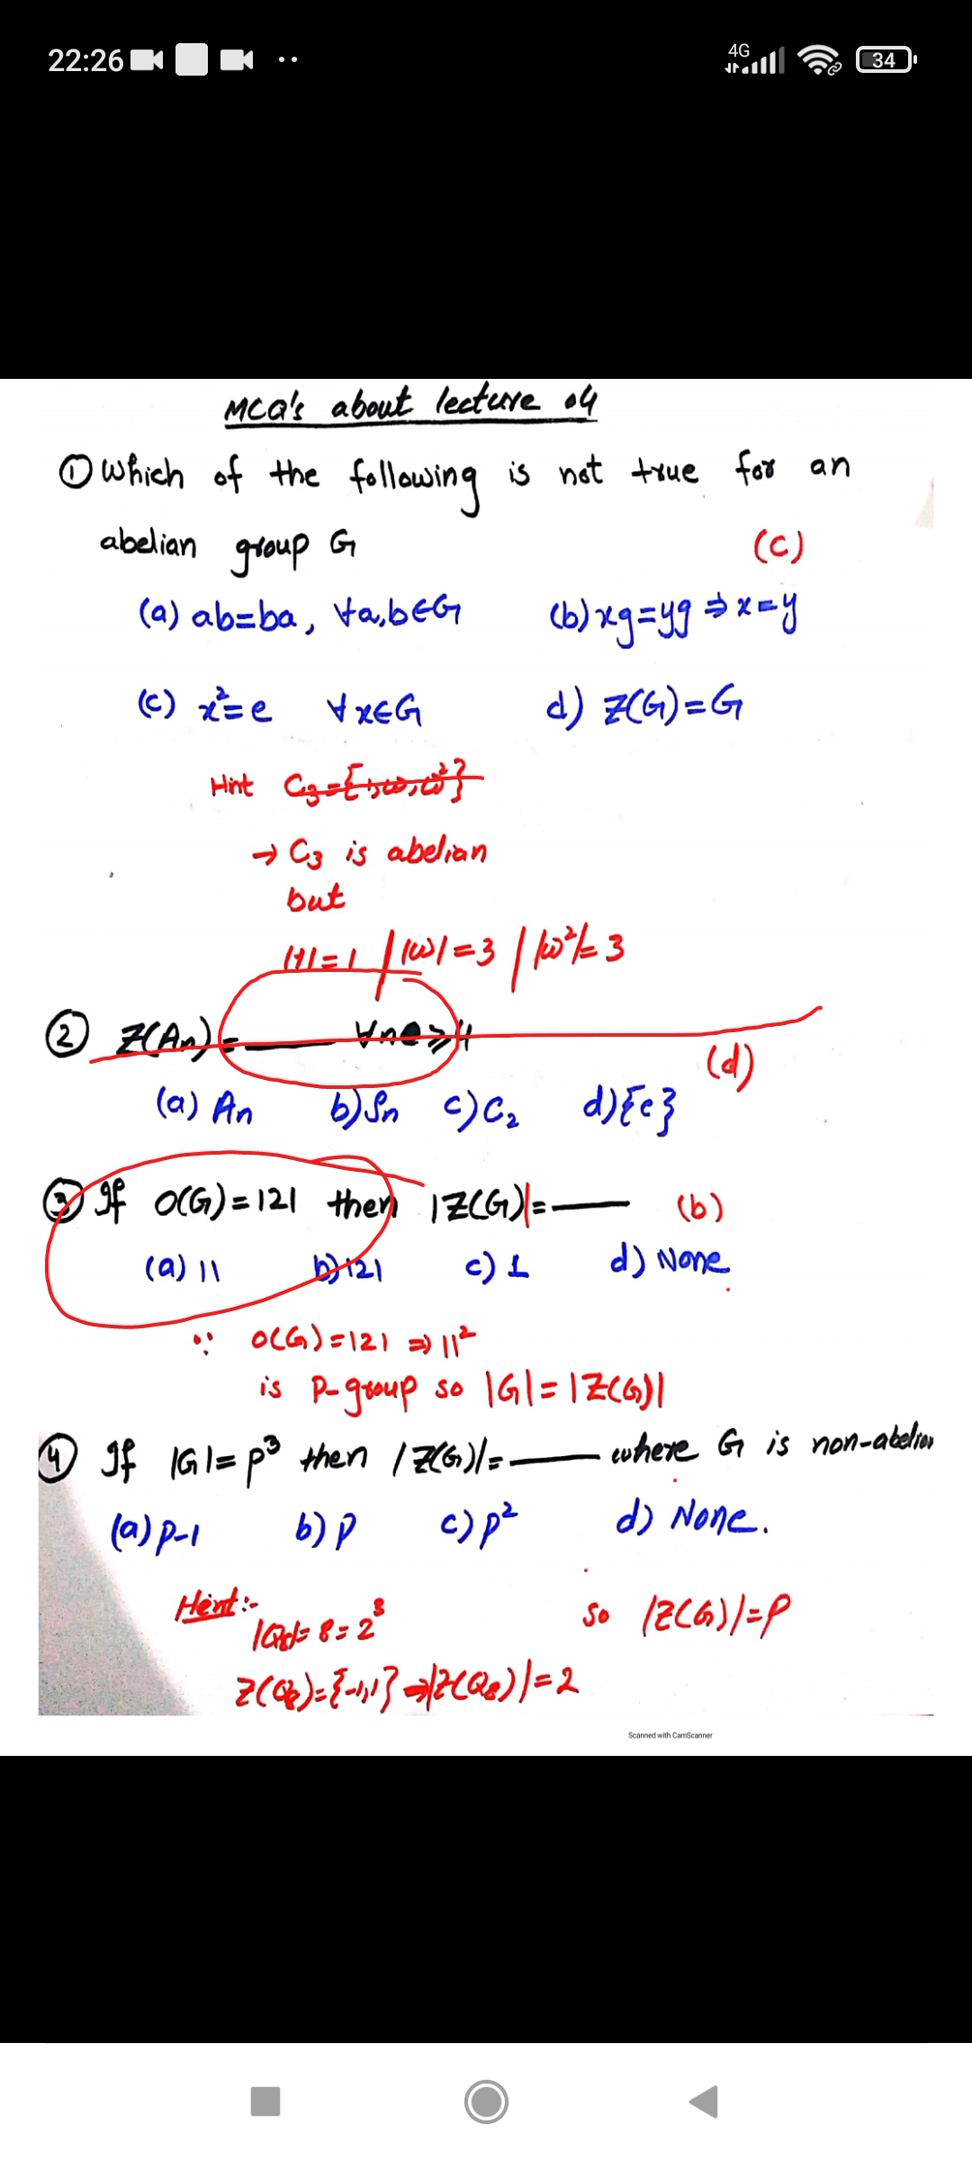 22:26
4G
34
MCQ's about lecture 04
① Which of the following is not true for an
abelian group G (c)
(a) ab=ba, ∀a,b∈G (b) xg=yg ⇒ x=y
(c) x²=e ∀x∈G d) Z(G)=G
Hint C₃={1,ω,ω²}
→ C₃ is abelian
but
|1|=1 / |ω|=3 / |ω²|=3
② Z(An)=____ ∀n≥4
(d)
(a) An b) Sn c) C₂ d) {e}
③ If O(G)=121 then |Z(G)|=____ (b)
(a) 11 b) 121 c) 1 d) None
∵ O(G)=121 ⇒ 11²
is P-group so |G|=|Z(G)|
④ If |G|=p³ then |Z(G)|=____ where G is non-abelian
(a) p-1 b) p c) p² d) None.
Hint:-
|Q₈|=8=2³ so |Z(G)|=p
Z(Q₈)={-1,1} ⇒|Z(Q₈)|=2
Scanned with CamScanner